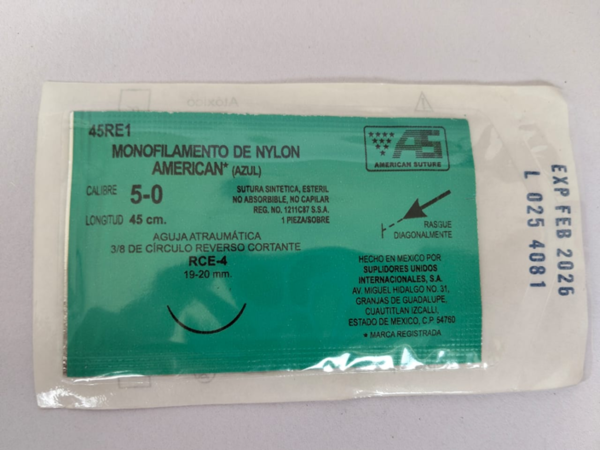 45RE1
MONOFILAMENTO DE NYLON
AMERICAN* (AZUL)
CALIBRE 5-0
LONGITUD 45 cm.
SUTURA SINTETICA, ESTERIL
NO ABSORBIBLE, NO CAPILAR
REG. NO. 1211C87 S.S.A.
1 PIEZA/SOBRE
AGUJA ATRAUMÁTICA
3/8 DE CÍRCULO REVERSO CORTANTE
RCE-4
19-20 mm.
AS
AMERICAN SUTURE
RASGUE
DIAGONALMENTE
HECHO EN MEXICO POR
SUPLIDORES UNIDOS
INTERNACIONALES, S.A.
AV. MIGUEL HIDALGO NO. 31,
GRANJAS DE GUADALUPE,
CUAUTITLAN IZCALLI.
ESTADO DE MEXICO, C.P. 54760
* MARCA REGISTRADA
EXP FEB 2026
L 025 4081